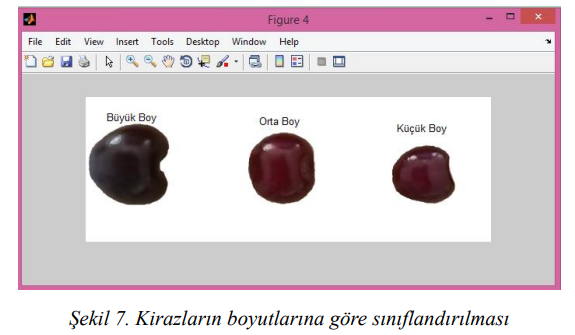 Figure 4
File Edit View Insert Tools Desktop Window Help
Büyük Boy
Orta Boy
Küçük Boy
Şekil 7. Kirazların boyutlarına göre sınıflandırılması